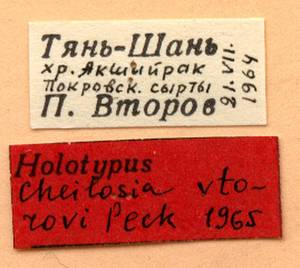 Тянь-Шань
хр. Акшийрак
Покровск. сырты
П. Второв
21.VII.
1964
Holotypus
Cheilosia vto-
rovi Peck 1965